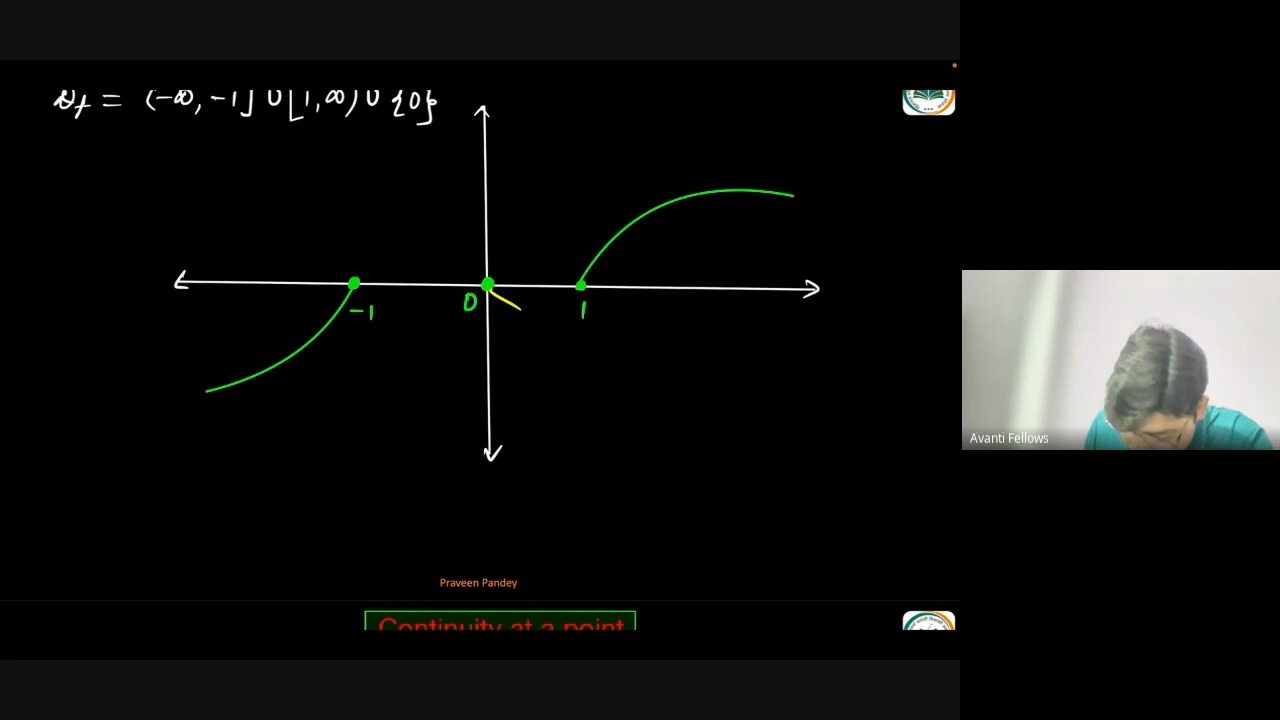 D_f = (-∞, -1] ∪ [1, ∞) ∪ {0}
-1
0
1
Avanti Fellows
Praveen Pandey
Continuity at a point